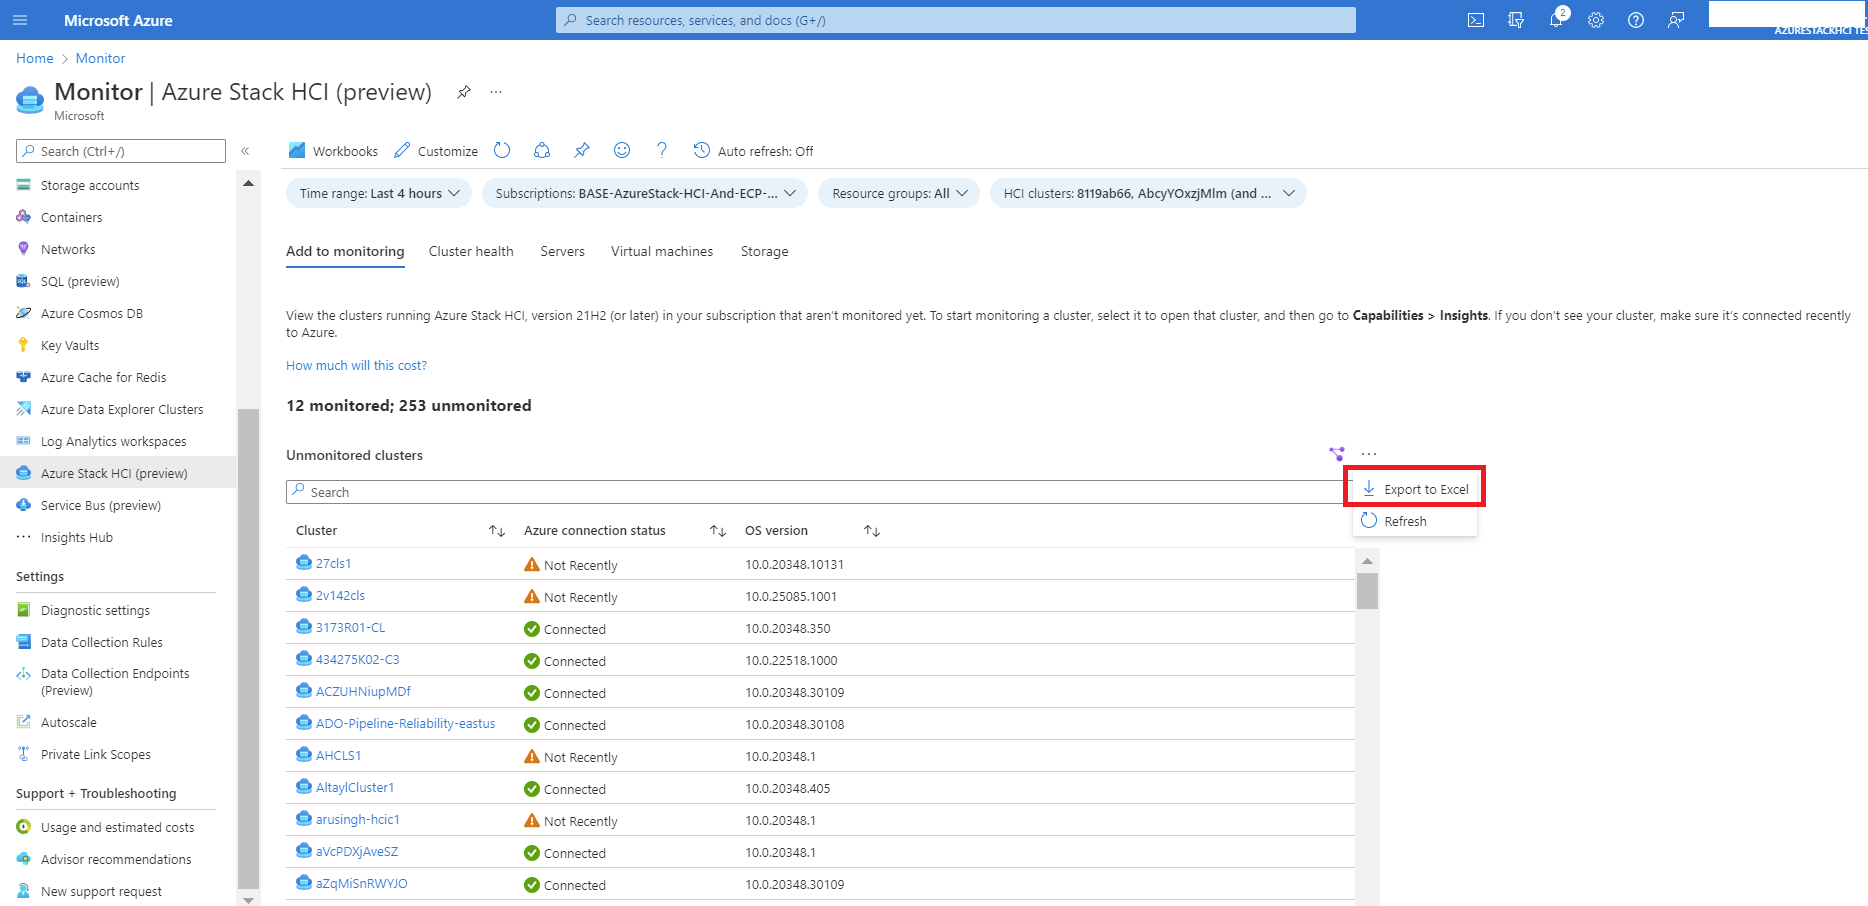 Microsoft Azure
Search resources, services, and docs (G+/)
2
Home > Monitor
Monitor | Azure Stack HCI (preview)
Microsoft
Search (Ctrl+/)
Storage accounts
Containers
Networks
SQL (preview)
Azure Cosmos DB
Key Vaults
Azure Cache for Redis
Azure Data Explorer Clusters
Log Analytics workspaces
Azure Stack HCI (preview)
Service Bus (preview)
Insights Hub
Settings
Diagnostic settings
Data Collection Rules
Data Collection Endpoints
(Preview)
Autoscale
Private Link Scopes
Support + Troubleshooting
Usage and estimated costs
Advisor recommendations
New support request
Workbooks Customize Auto refresh: Off
Time range: Last 4 hours Subscriptions: BASE-AzureStack-HCI-And-ECP-... Resource groups: All HCI clusters: 8119ab66, AbcyYOxzjMlm (and ...
Add to monitoring Cluster health Servers Virtual machines Storage
View the clusters running Azure Stack HCI, version 21H2 (or later) in your subscription that aren't monitored yet. To start monitoring a cluster, select it to open that cluster, and then go to Capabilities > Insights. If you don't see your cluster, make sure it's connected recently
to Azure.
How much will this cost?
12 monitored; 253 unmonitored
Unmonitored clusters
Search
Export to Excel
Refresh
Cluster Azure connection status OS version
27cls1 Not Recently 10.0.20348.10131
2v142cls Not Recently 10.0.25085.1001
3173R01-CL Connected 10.0.20348.350
434275K02-C3 Connected 10.0.22518.1000
ACZUHNiupMDf Connected 10.0.20348.30109
ADO-Pipeline-Reliability-eastus Connected 10.0.20348.30108
AHCLS1 Not Recently 10.0.20348.1
AltaylCluster1 Connected 10.0.20348.405
arusingh-hcic1 Not Recently 10.0.20348.1
aVcPDXjAveSZ Connected 10.0.20348.1
aZqMiSnRWYJO Connected 10.0.20348.30109